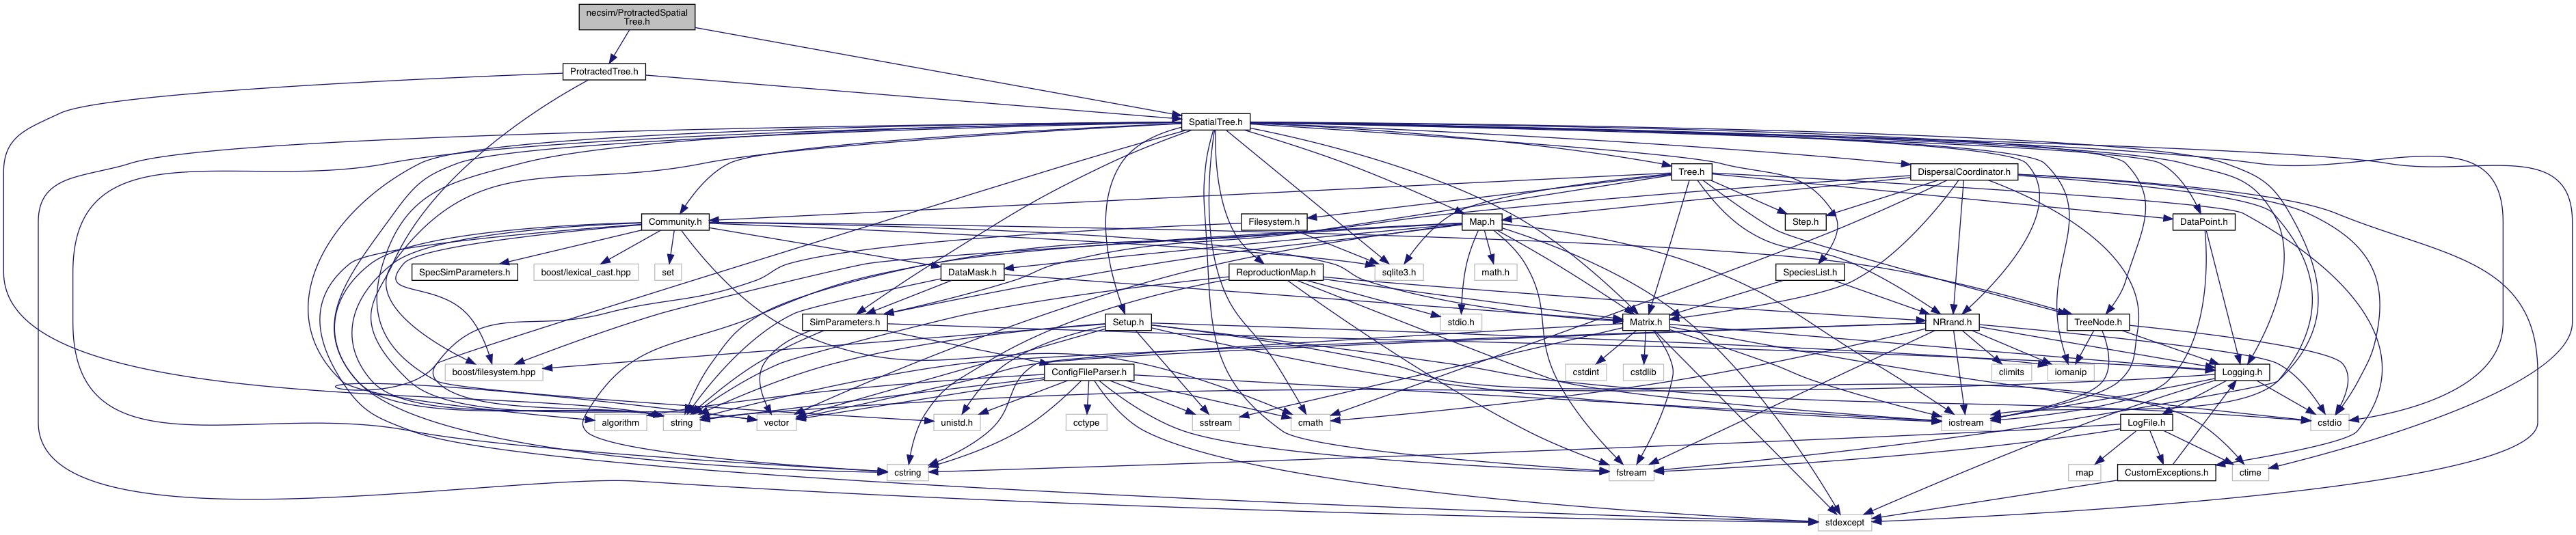 necsim/ProtractedSpatial
Tree.h
ProtractedTree.h
SpatialTree.h
Tree.h
DispersalCoordinator.h
Community.h
Filesystem.h
Map.h
Step.h
DataPoint.h
SpecSimParameters.h
boost/lexical_cast.hpp
set
DataMask.h
sqlite3.h
ReproductionMap.h
math.h
SpeciesList.h
SimParameters.h
Setup.h
stdio.h
Matrix.h
NRrand.h
TreeNode.h
boost/filesystem.hpp
ConfigFileParser.h
cstdint
cstdlib
climits
iomanip
Logging.h
algorithm
string
vector
unistd.h
cctype
sstream
cmath
iostream
LogFile.h
cstdio
cstring
fstream
map
CustomExceptions.h
ctime
stdexcept